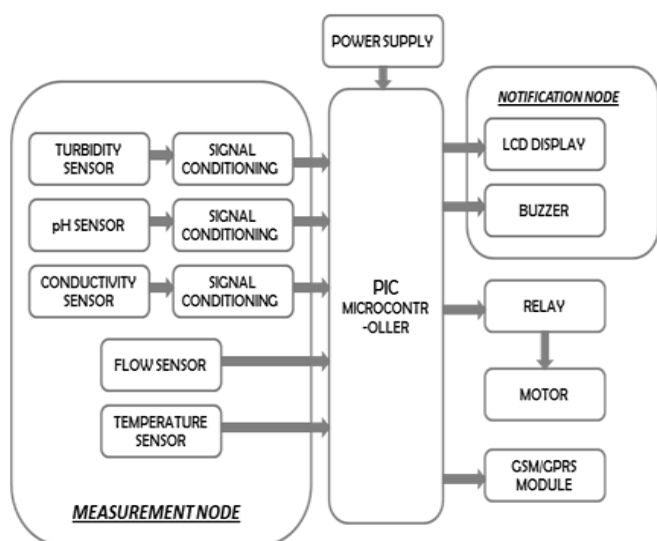 POWER SUPPLY
NOTIFICATION NODE
TURBIDITY
SENSOR
SIGNAL
CONDITIONING
LCD DISPLAY
pH SENSOR
SIGNAL
CONDITIONING
BUZZER
CONDUCTIVITY
SENSOR
SIGNAL
CONDITIONING
PIC
MICROCONTR
-OLLER
RELAY
FLOW SENSOR
MOTOR
TEMPERATURE
SENSOR
GSM/GPRS
MODULE
MEASUREMENT NODE